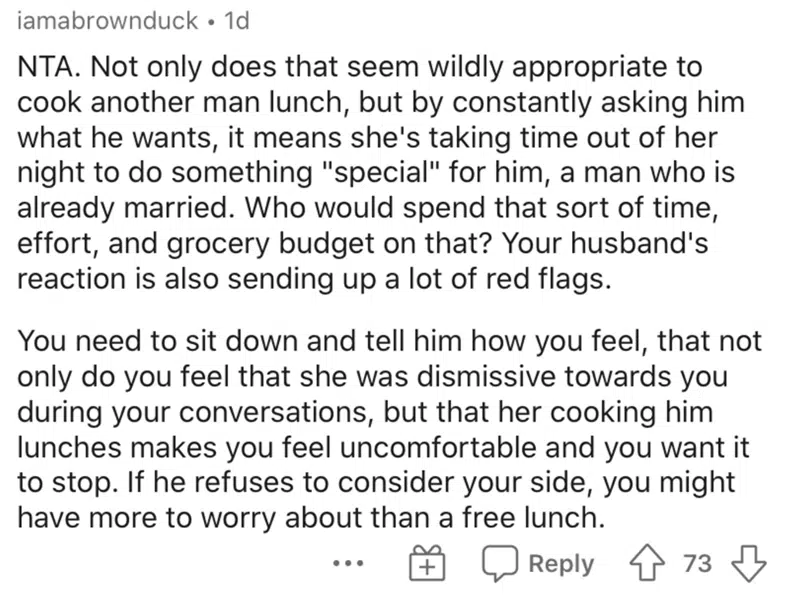 iamabrownduck • 1d
NTA. Not only does that seem wildly appropriate to
cook another man lunch, but by constantly asking him
what he wants, it means she's taking time out of her
night to do something "special" for him, a man who is
already married. Who would spend that sort of time,
effort, and grocery budget on that? Your husband's
reaction is also sending up a lot of red flags.
You need to sit down and tell him how you feel, that not
only do you feel that she was dismissive towards you
during your conversations, but that her cooking him
lunches makes you feel uncomfortable and you want it
to stop. If he refuses to consider your side, you might
have more to worry about than a free lunch.
... Reply 73